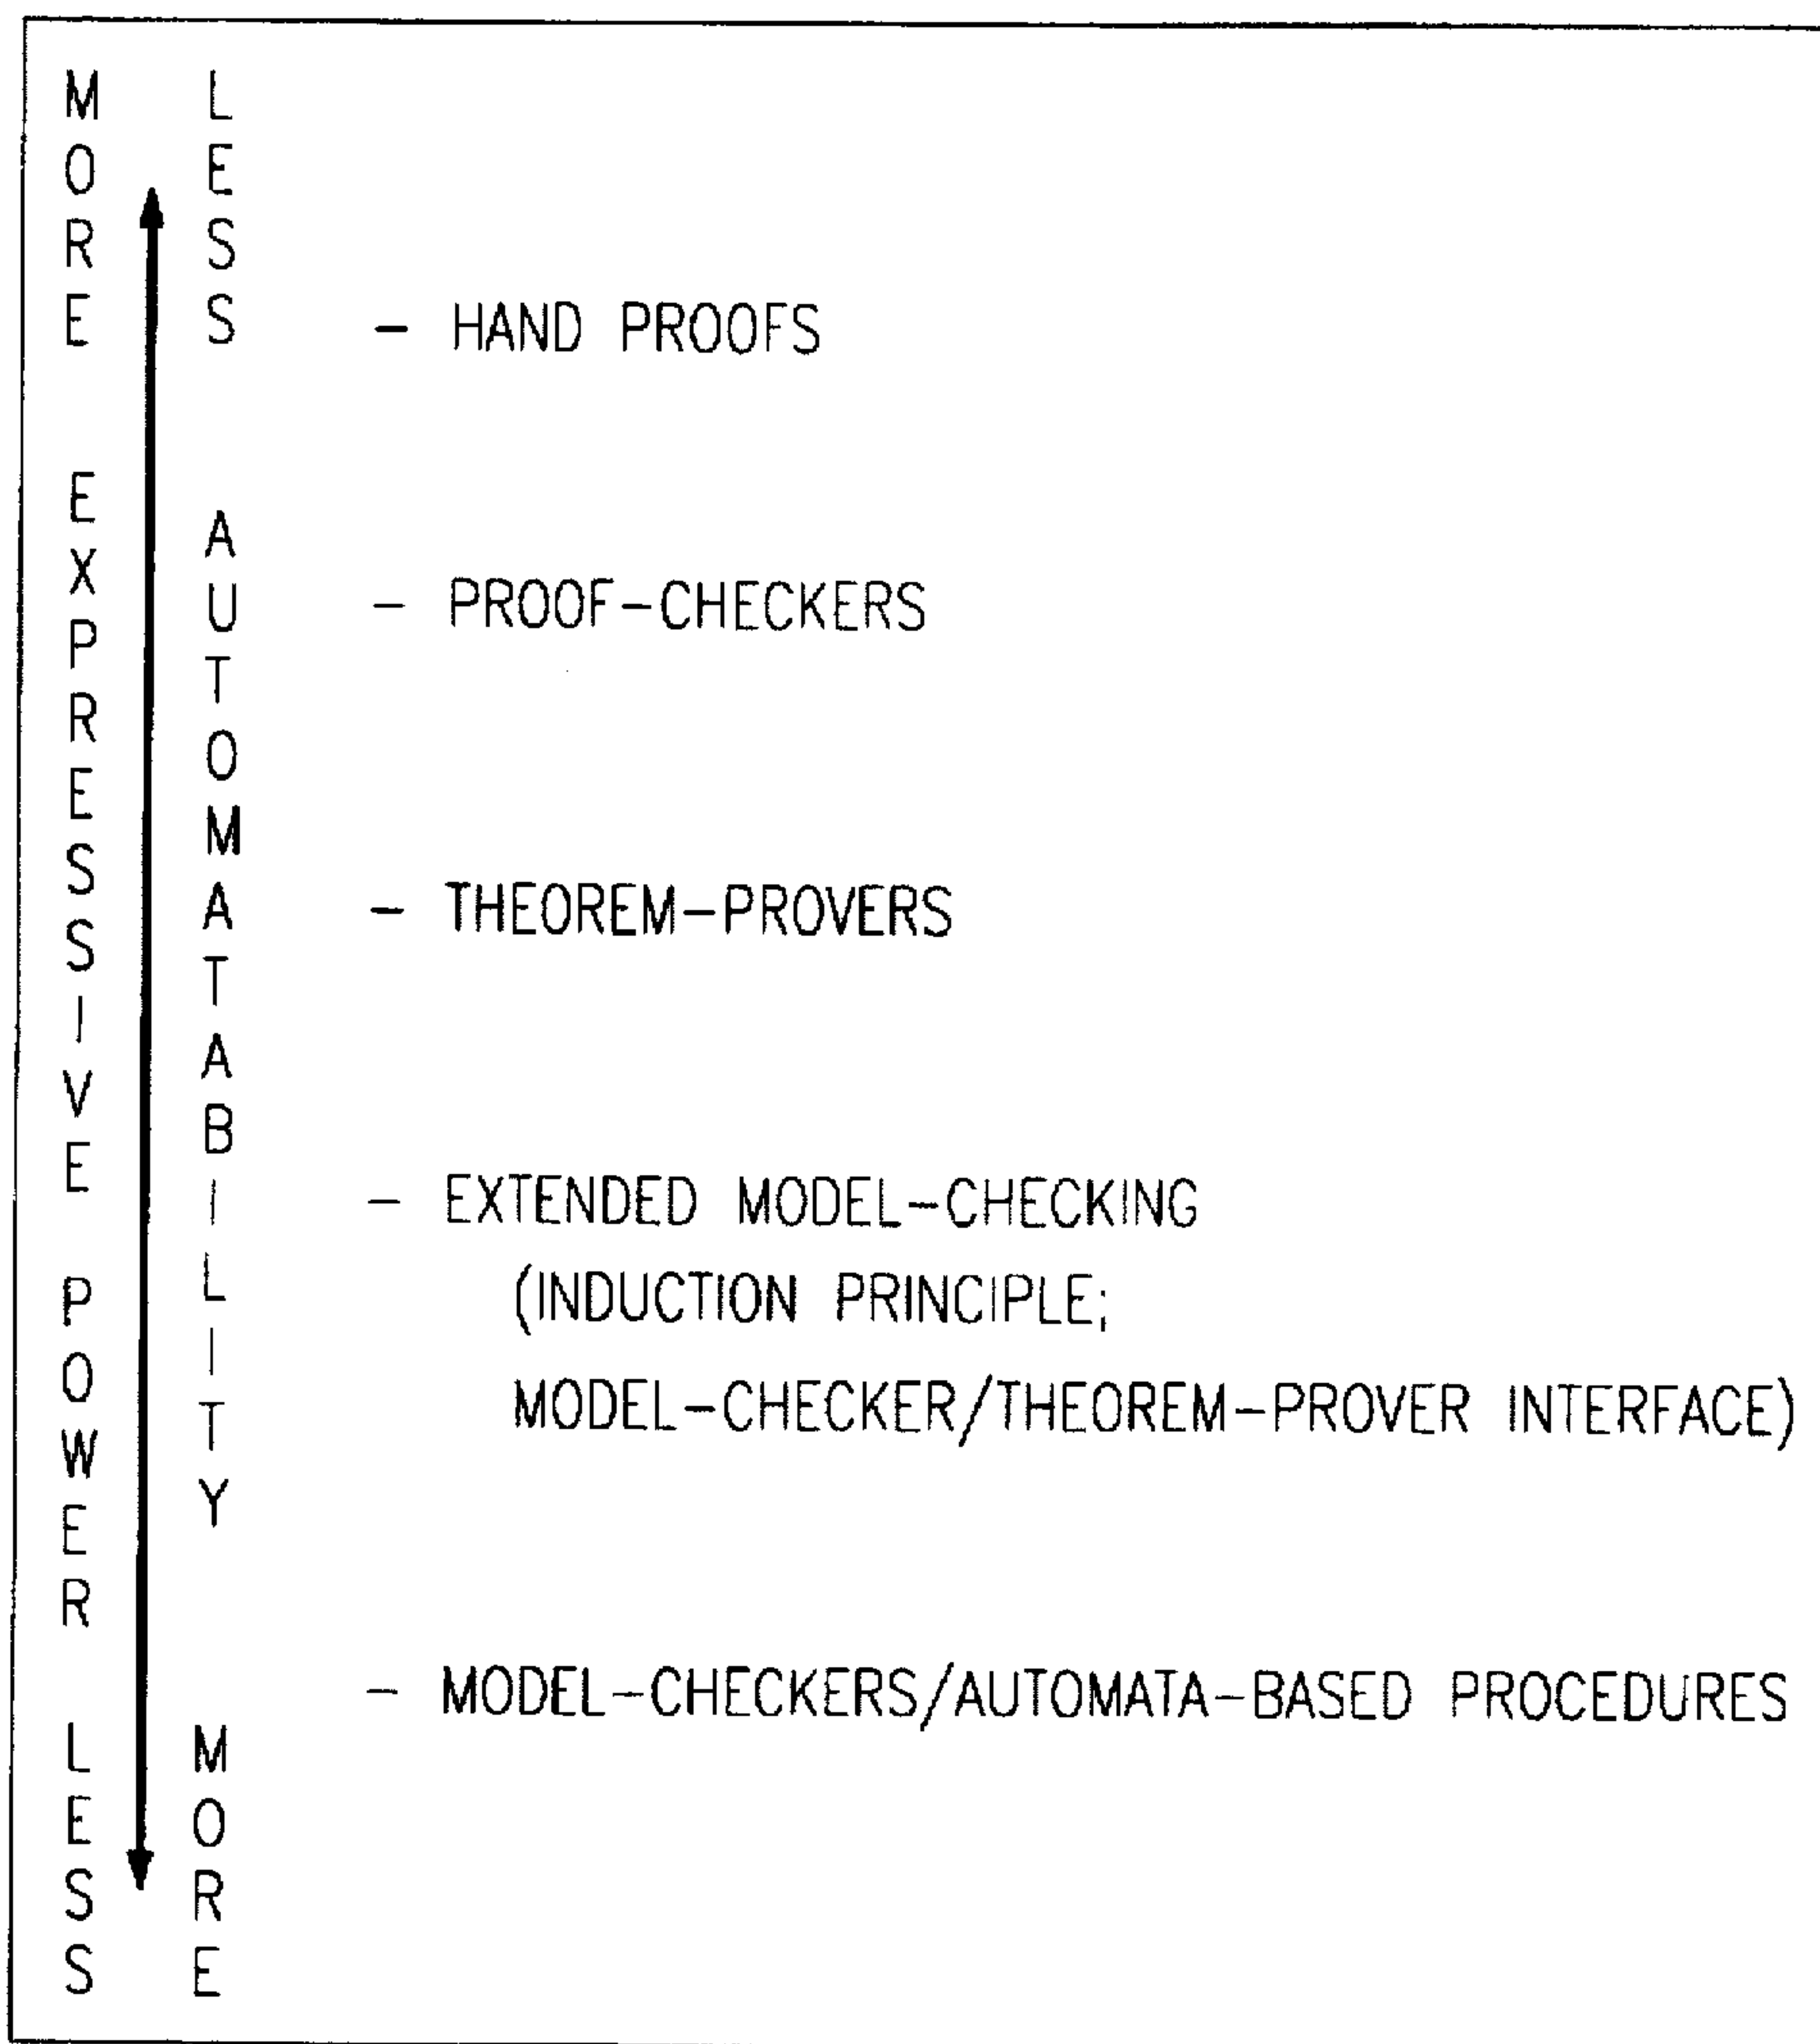 MORE EXPRESSIVE POWER LESS
LESS AUTOMATABILITY MORE
- HAND PROOFS
- PROOF-CHECKERS
- THEOREM-PROVERS
- EXTENDED MODEL-CHECKING
(INDUCTION PRINCIPLE;
MODEL-CHECKER/THEOREM-PROVER INTERFACE)
- MODEL-CHECKERS/AUTOMATA-BASED PROCEDURES